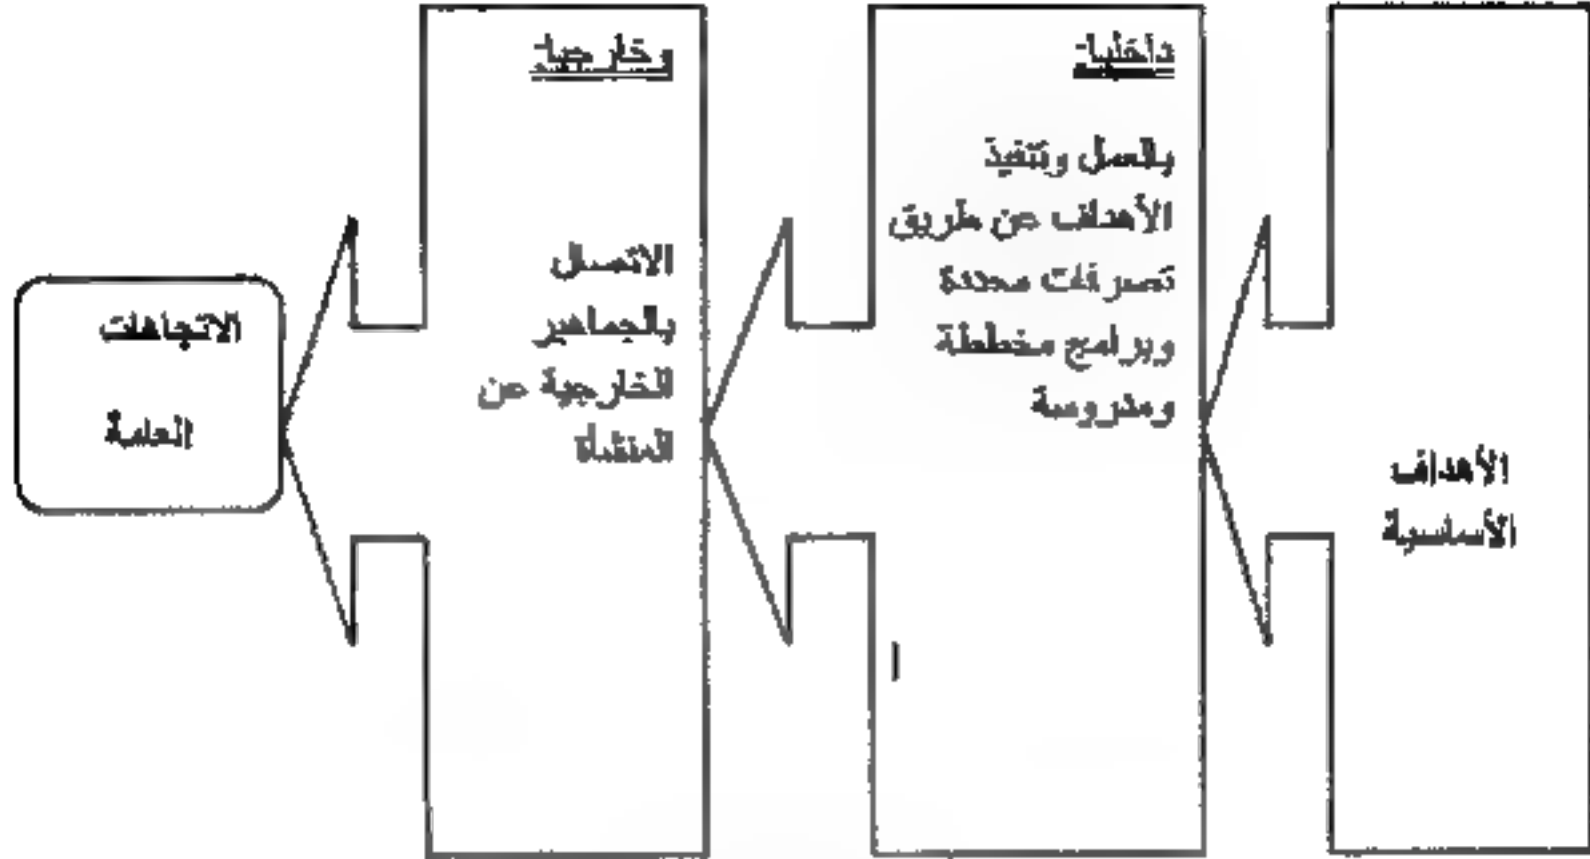 الأهداف
الأساسية
داخليا:
بالعمل وتنفيذ
الأهداف عن طريق
تصرفات محددة
وبرامج مخططة
ومدروسة
وخارجيا:
الاتصال
بالجماهير
الخارجية عن
المنشأة
الاتجاهات
العامة